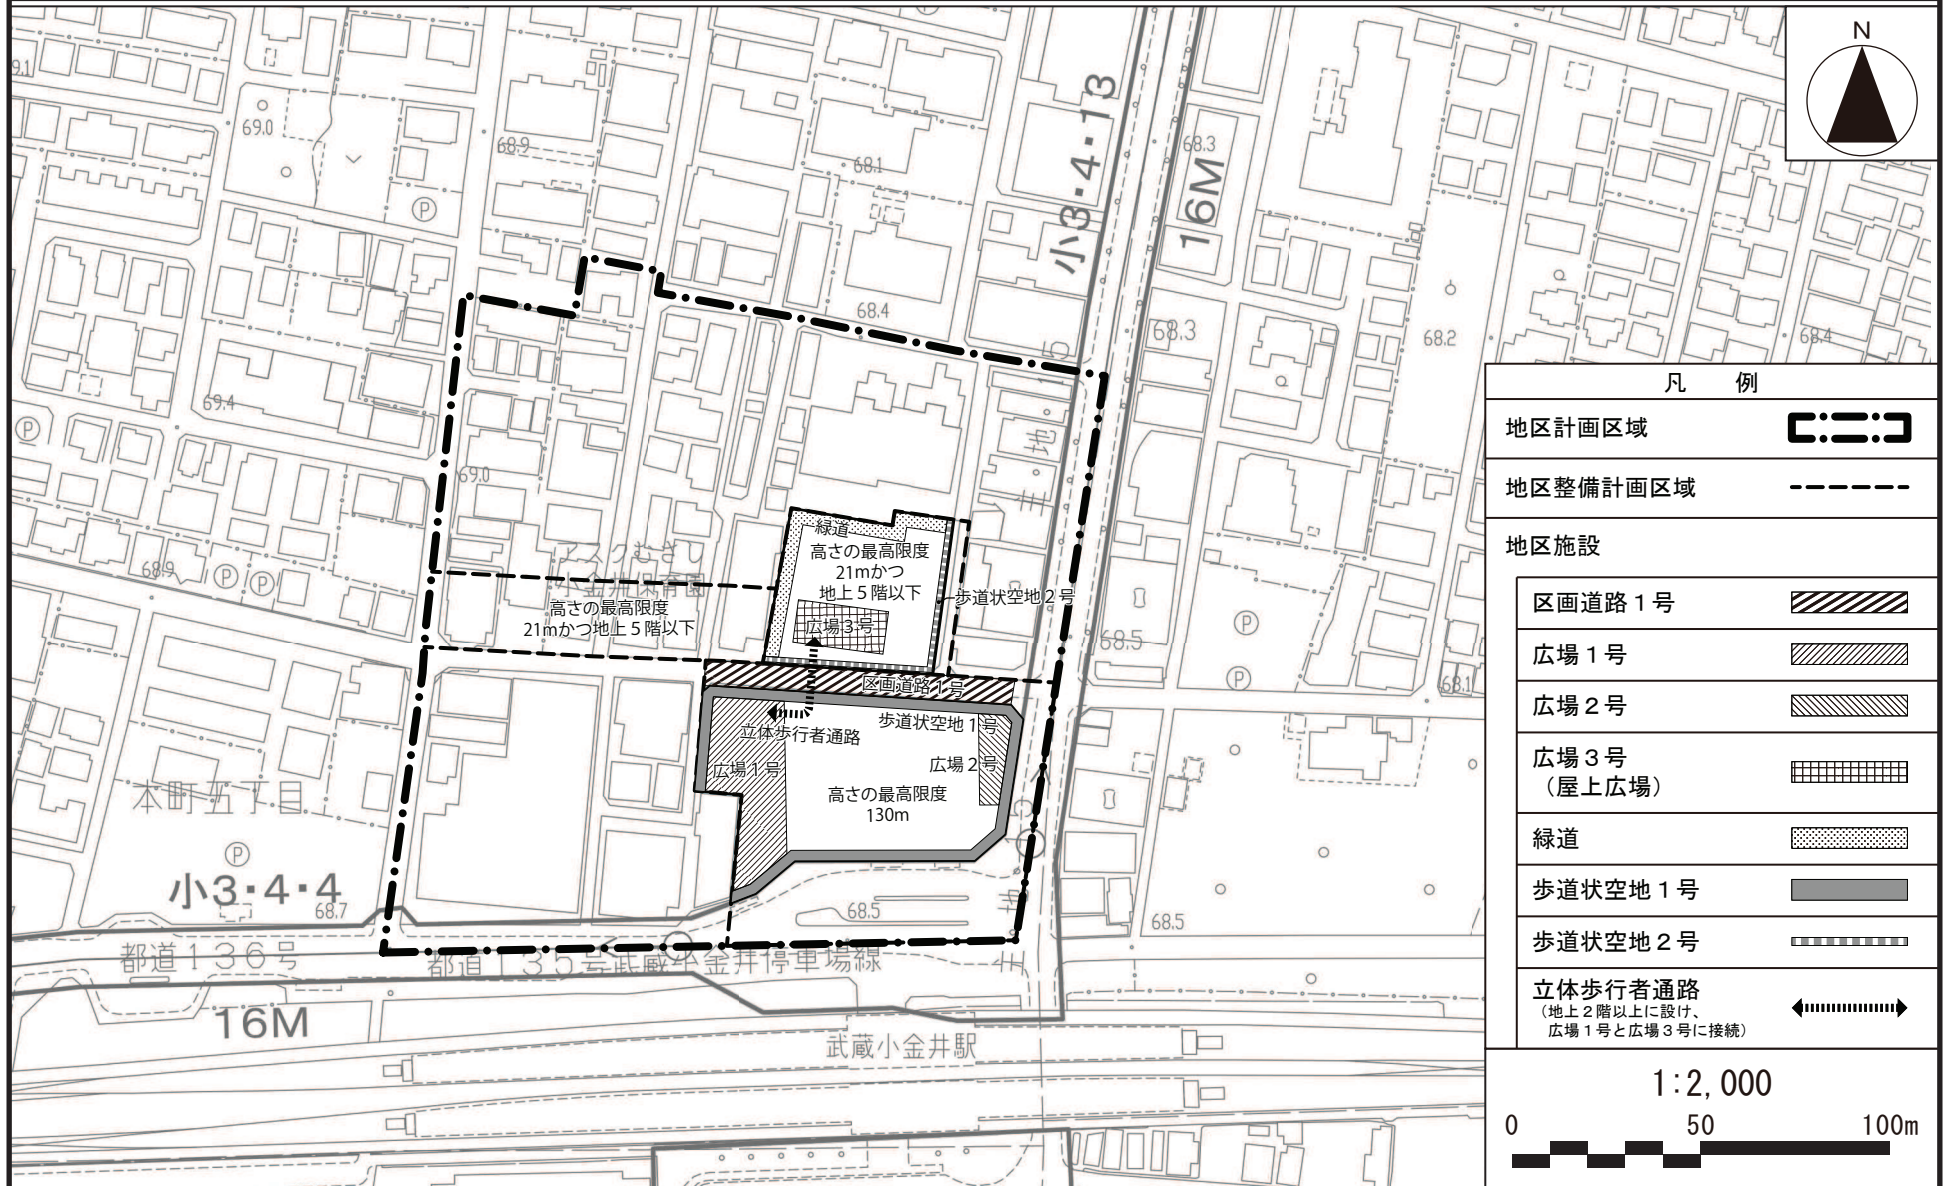 N
9.1
69.0
68.9
68.1
小3・4・13
68.3
16M
P
68.4
68.3
68.2
68.4
69.4
P
69.0
緑道
高さの最高限度
21mかつ
地上5階以下
歩道状空地2号
広場3号
小金井保育園
高さの最高限度
21mかつ地上5階以下
68.9
P
P
P
68.5
P
68.1
区画道路1号
歩道状空地1号
立体歩行者通路
広場1号
広場2号
高さの最高限度
130m
本町五丁目
P
小3・4・4
68.7
68.5
68.5
都道136号
都道135号武蔵小金井停車場線
16M
武蔵小金井駅
凡 例
地区計画区域
地区整備計画区域
地区施設
区画道路1号
広場1号
広場2号
広場3号
（屋上広場）
緑道
歩道状空地1号
歩道状空地2号
立体歩行者通路
（地上2階以上に設け、
広場1号と広場3号に接続）
1:2,000
0 50 100m